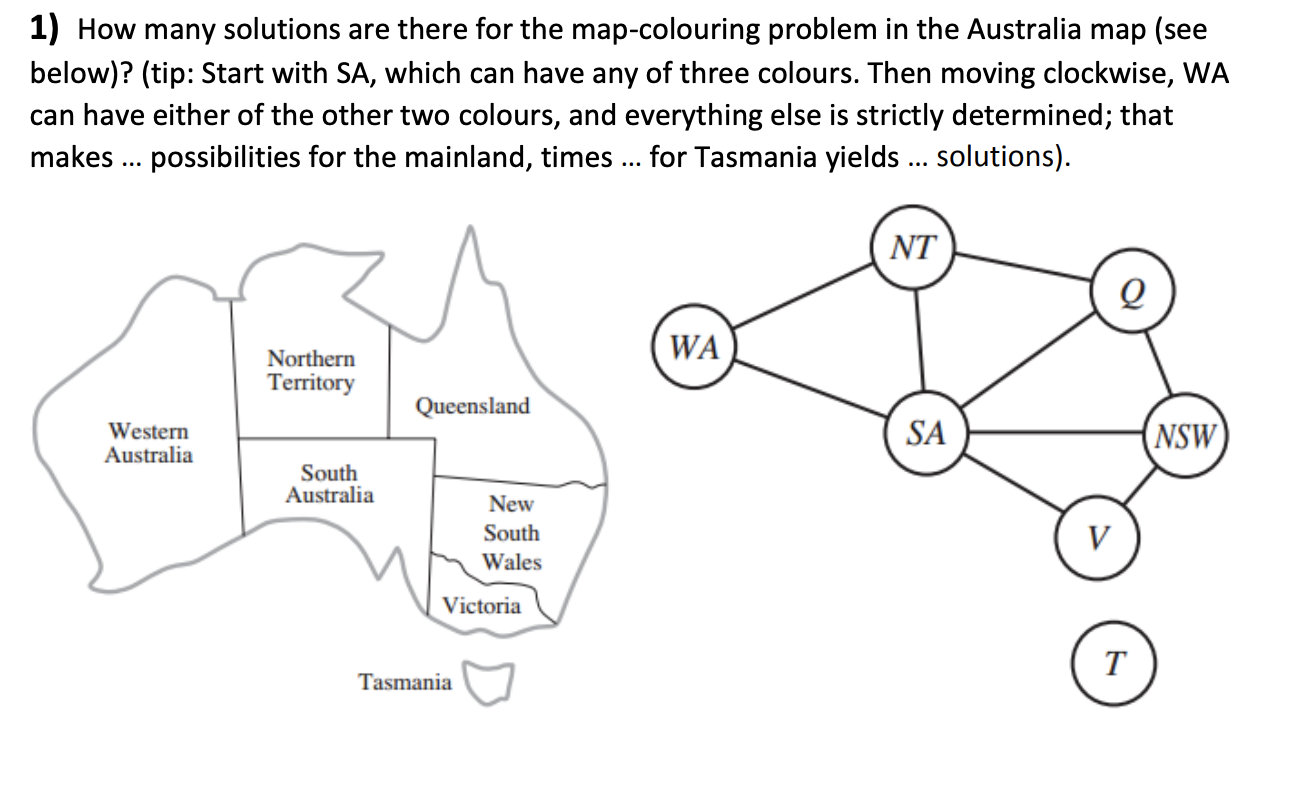 1) How many solutions are there for the map-colouring problem in the Australia map (see
below)? (tip: Start with SA, which can have any of three colours. Then moving clockwise, WA
can have either of the other two colours, and everything else is strictly determined; that
makes ... possibilities for the mainland, times ... for Tasmania yields ... solutions).
Northern
Territory
Queensland
Western
Australia
South
Australia
New
South
Wales
Victoria
Tasmania
NT
Q
WA
SA
NSW
V
T